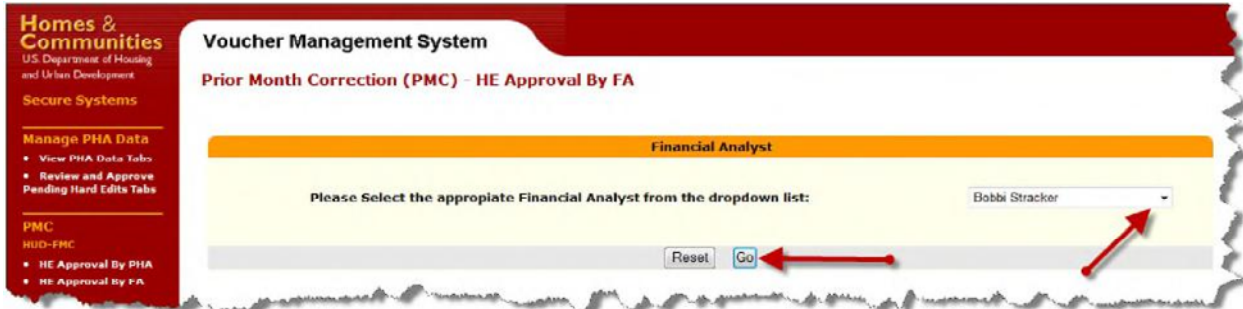 Homes &
Communities
U.S. Department of Housing
and Urban Development
Secure Systems
Manage PHA Data
• View PHA Data Tabs
• Review and Approve
Pending Hard Edits Tabs
PMC
HUD-FMC
• HE Approval By PHA
• HE Approval By FA
Voucher Management System
Prior Month Correction (PMC) - HE Approval By FA
Financial Analyst
Please Select the appropiate Financial Analyst from the dropdown list:
Bobbi Stracker
Reset
Go